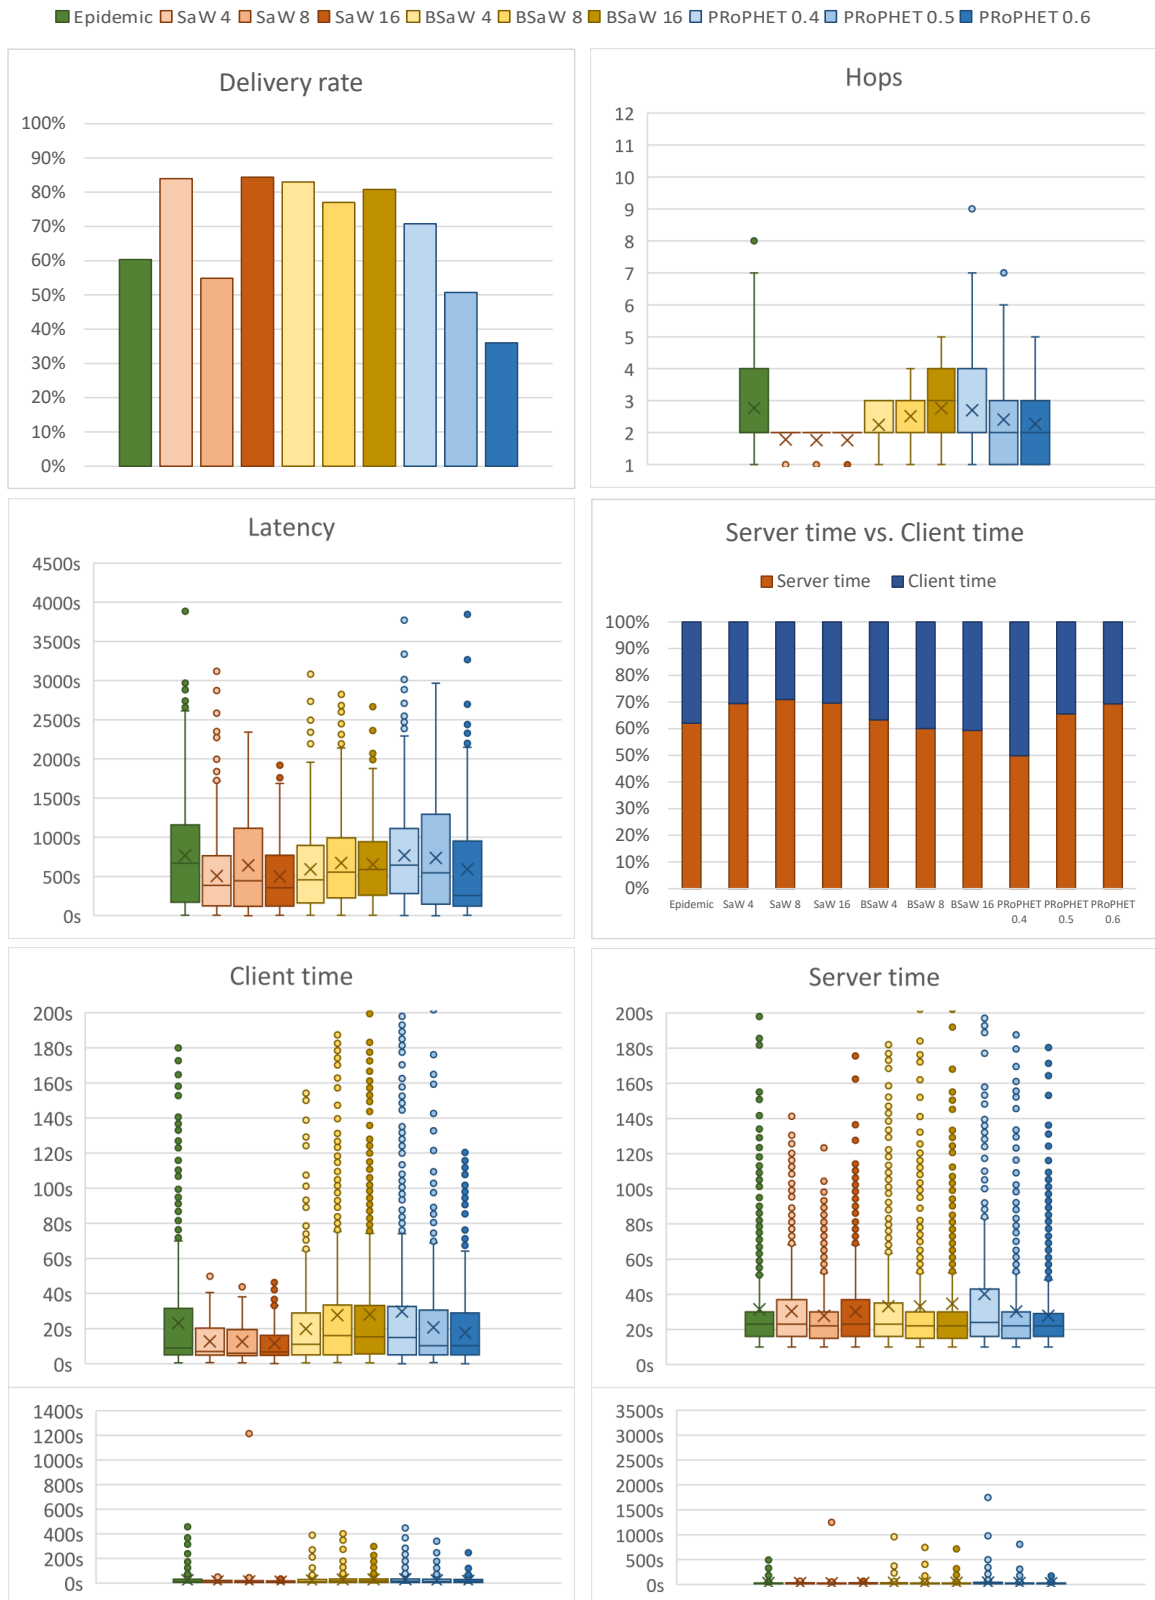 Epidemic SaW 4 SaW 8 SaW 16 BSaW 4 BSaW 8 BSaW 16 PRoPHET 0.4 PRoPHET 0.5 PRoPHET 0.6
Delivery rate
100%
90%
80%
70%
60%
50%
40%
30%
20%
10%
0%
Hops
12
11
10
9
8
7
6
5
4
3
2
1
Latency
4500s
4000s
3500s
3000s
2500s
2000s
1500s
1000s
500s
0s
Server time vs. Client time
Server time Client time
100%
90%
80%
70%
60%
50%
40%
30%
20%
10%
0%
Epidemic SaW 4 SaW 8 SaW 16 BSaW 4 BSaW 8 BSaW 16 PRoPHET PRoPHET PRoPHET
0.4 0.5 0.6
Client time
200s
180s
160s
140s
120s
100s
80s
60s
40s
20s
0s
Server time
200s
180s
160s
140s
120s
100s
80s
60s
40s
20s
0s
1400s
1200s
1000s
800s
600s
400s
200s
0s
3500s
3000s
2500s
2000s
1500s
1000s
500s
0s